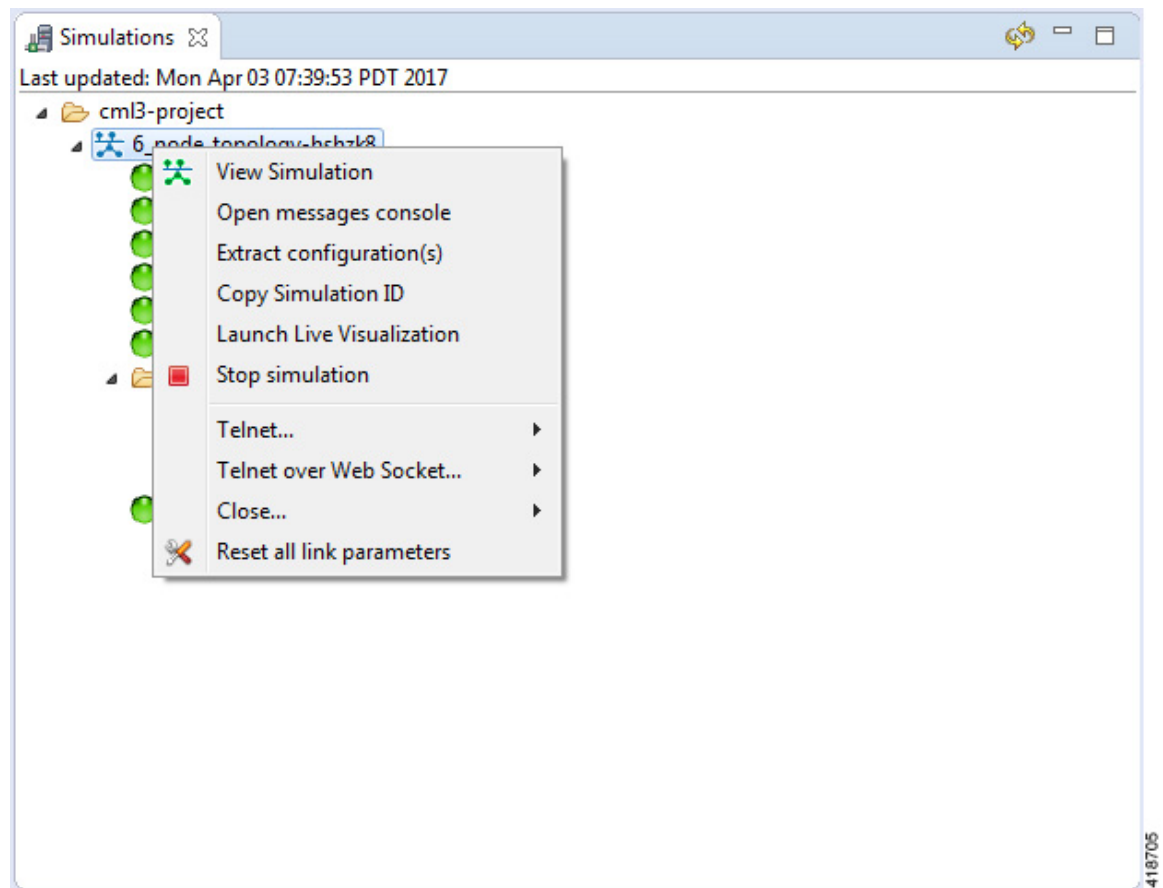 Simulations
Last updated: Mon Apr 03 07:39:53 PDT 2017
cml3-project
6_node_topology-hshzk8
View Simulation
Open messages console
Extract configuration(s)
Copy Simulation ID
Launch Live Visualization
Stop simulation
Telnet...
Telnet over Web Socket...
Close...
Reset all link parameters
418705